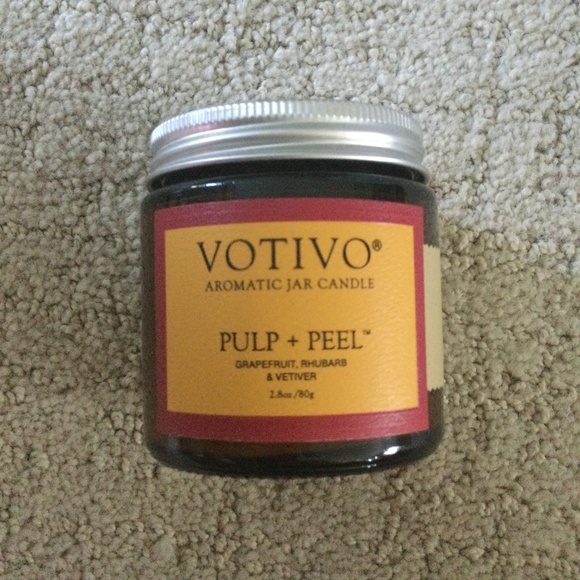 VOTIVO®
AROMATIC JAR CANDLE
PULP + PEEL™
GRAPEFRUIT, RHUBARB
& VETIVER
2.8oz /80g